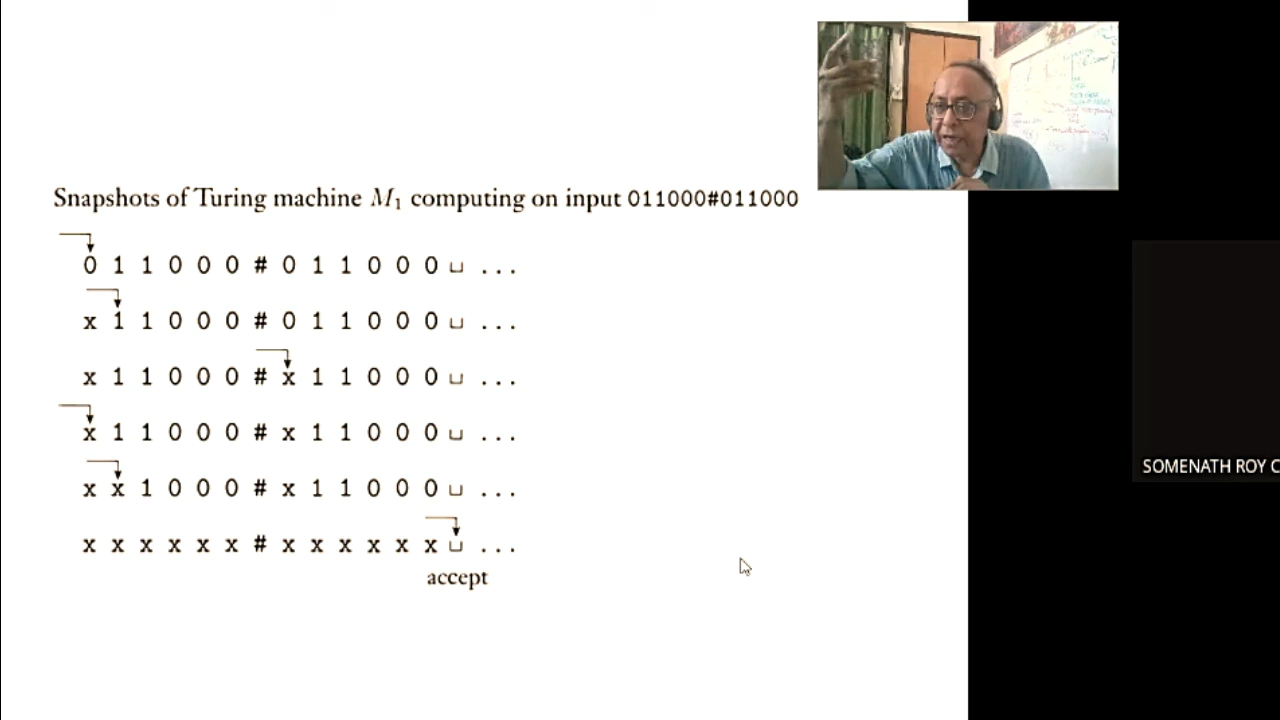 Snapshots of Turing machine M₁ computing on input 011000#011000
0 1 1 0 0 0 # 0 1 1 0 0 0 ␣ ...
x 1 1 0 0 0 # 0 1 1 0 0 0 ␣ ...
x 1 1 0 0 0 # x 1 1 0 0 0 ␣ ...
x 1 1 0 0 0 # x 1 1 0 0 0 ␣ ...
x x 1 0 0 0 # x 1 1 0 0 0 ␣ ...
x x x x x x # x x x x x x ␣ ...
accept
SOMENATH ROY C